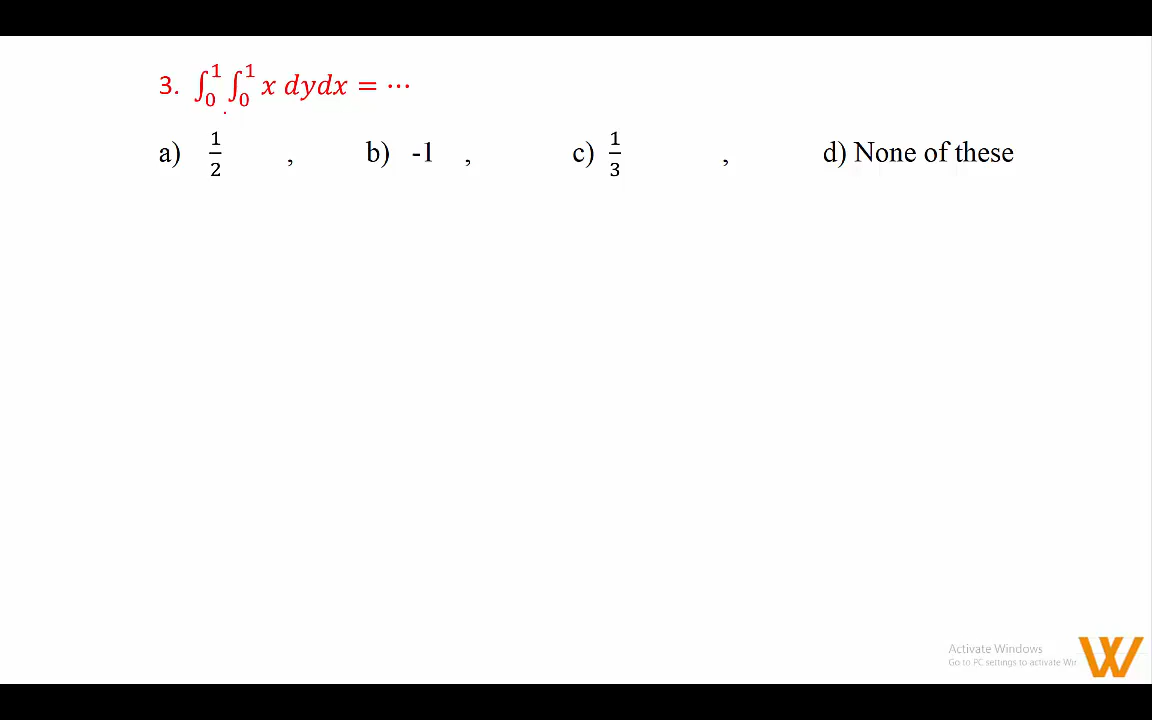 3. ∫₀¹ ∫₀¹ x dydx = ⋯
a) 1/2 , b) -1 , c) 1/3 , d) None of these
Activate Windows
Go to PC settings to activate Wir
W